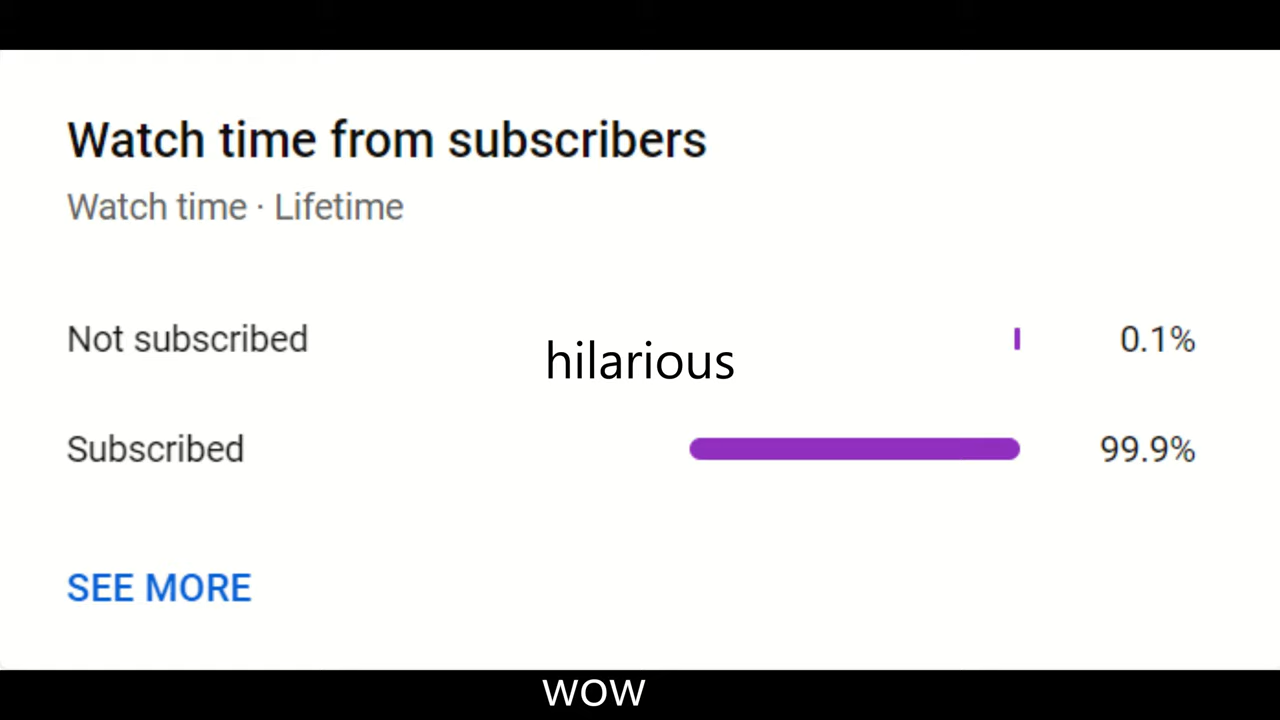 Watch time from subscribers
Watch time · Lifetime
Not subscribed 0.1%
hilarious
Subscribed 99.9%
SEE MORE
wow